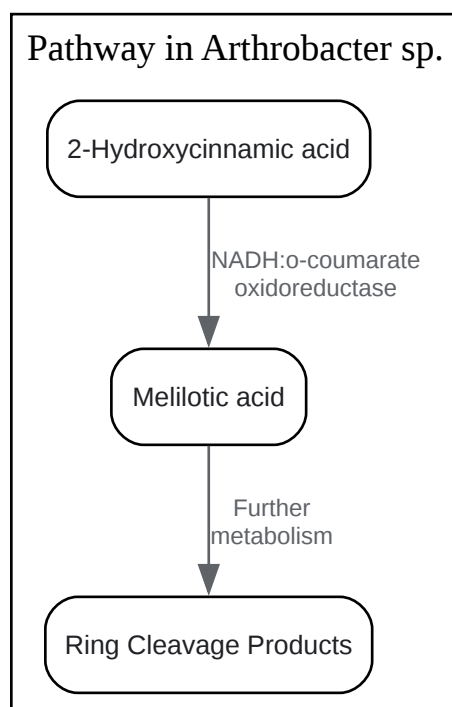 Pathway in Arthrobacter sp.
2-Hydroxycinnamic acid
NADH:o-coumarate
oxidoreductase
Melilotic acid
Further
metabolism
Ring Cleavage Products